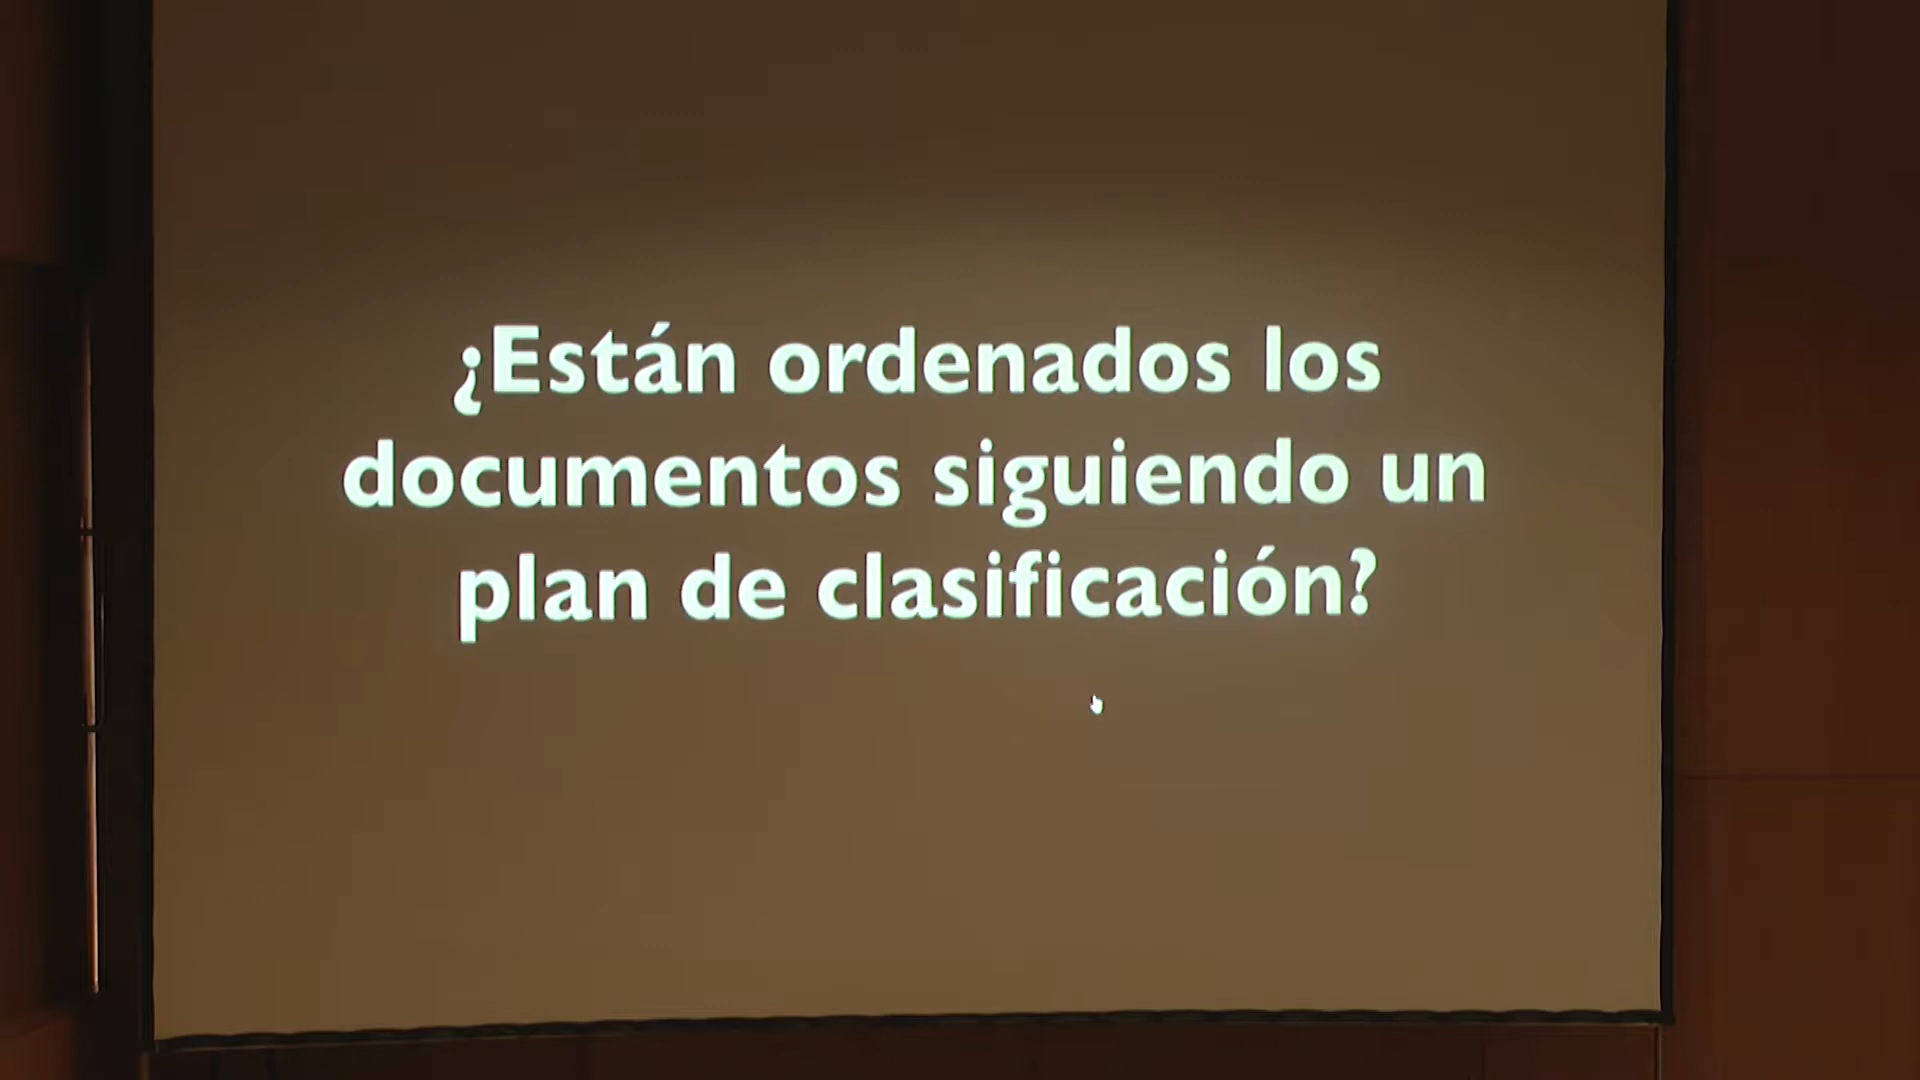 ¿Están ordenados los
documentos siguiendo un
plan de clasificación?